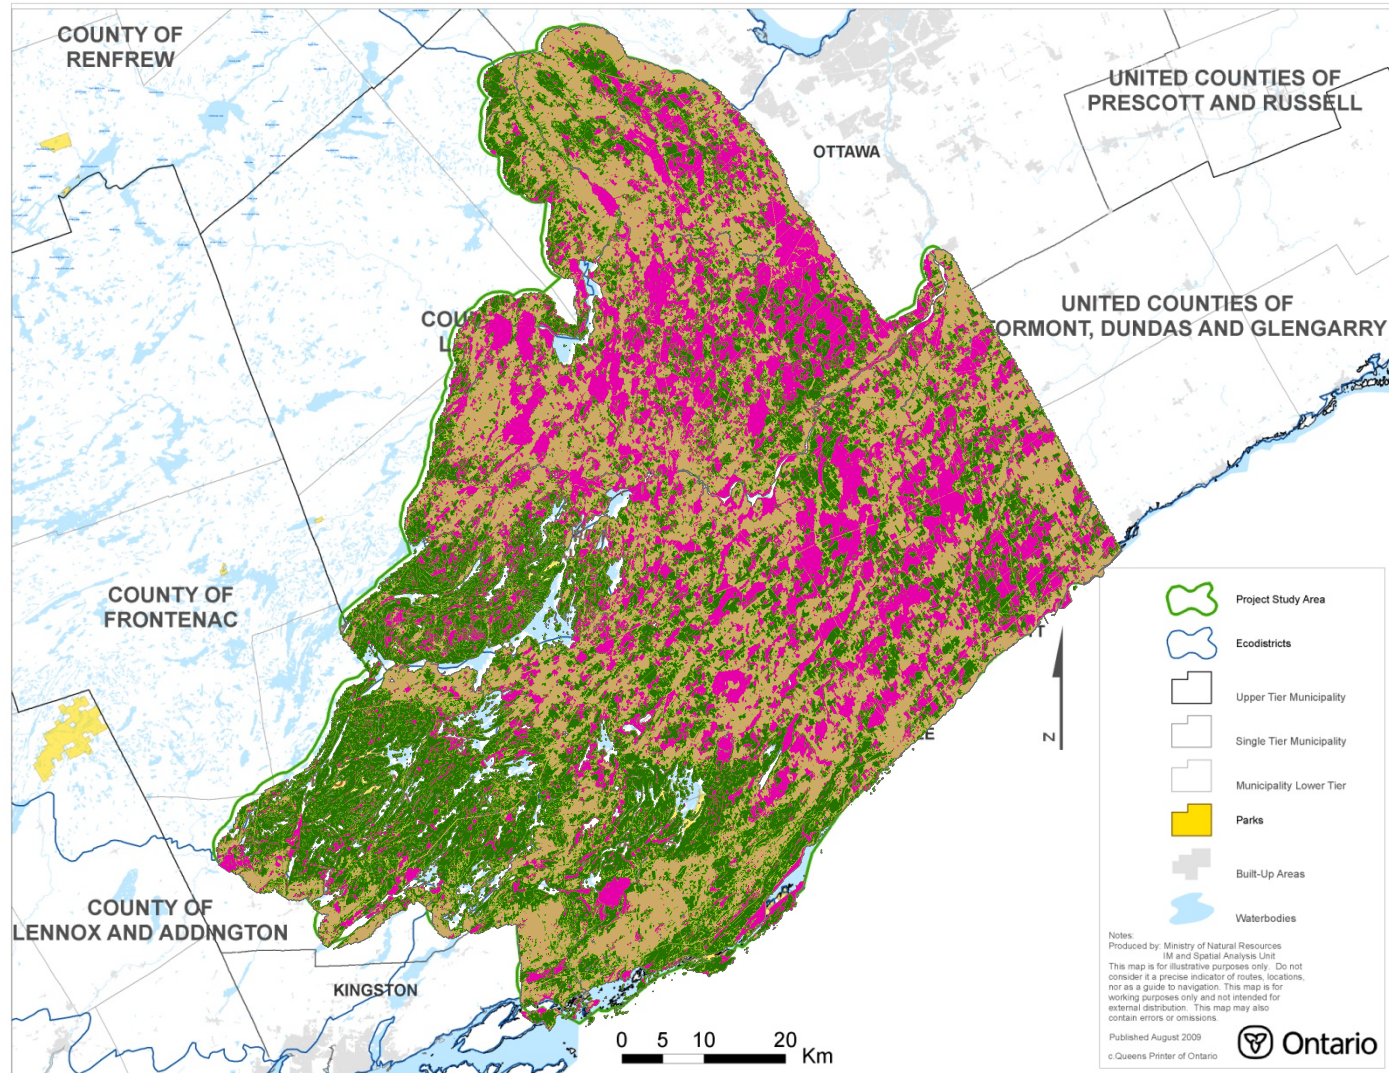 COUNTY OF
RENFREW
UNITED COUNTIES OF
PRESCOTT AND RUSSELL
OTTAWA
UNITED COUNTIES OF
ORMONT, DUNDAS AND GLENGARRY
COU
L
COUNTY OF
FRONTENAC
T
E
COUNTY OF
LENNOX AND ADDINGTON
KINGSTON
0 5 10 20 Km
N
Project Study Area
Ecodistricts
Upper Tier Municipality
Single Tier Municipality
Municipality Lower Tier
Parks
Built-Up Areas
Waterbodies
Notes:
Produced by: Ministry of Natural Resources
IM and Spatial Analysis Unit
This map is for illustrative purposes only. Do not
consider it a precise indicator of routes, locations,
nor as a guide to navigation. This map is for
working purposes only and not intended for
external distribution. This map may also
contain errors or omissions.
Published August 2009
c.Queens Printer of Ontario
Ontario